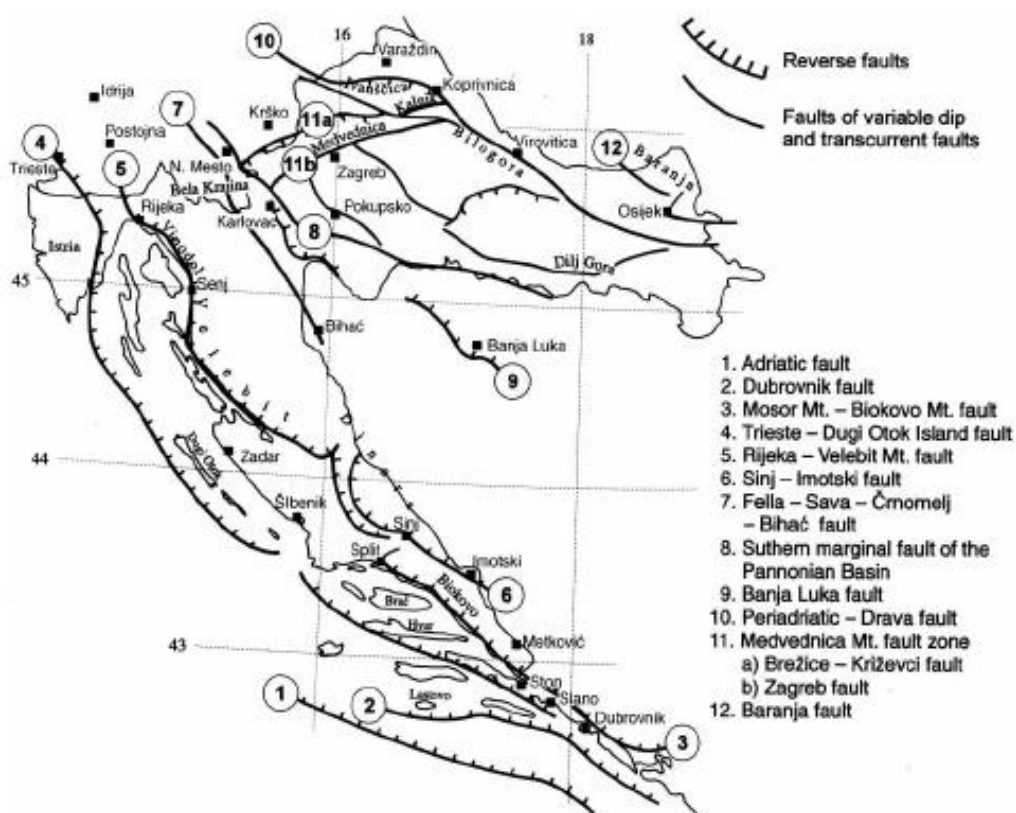 16
18
10
Varaždin
Ivanščica
Koprivnica
Kalnik
Reverse faults
Idrija
7
Krško
11a
Medvednica
Bilogora
Virovitica
12
Baranja
Faults of variable dip
and transcurrent faults
4
Postojna
Trieste
5
N. Mesto
11b
Zagreb
Bela Krajina
Rijeka
Karlovac
Pokupsko
Osijek
8
Istria
Vinodol
Dilj Gora
45
Senj
Velebit
Bihać
Banja Luka
9
1. Adriatic fault
2. Dubrovnik fault
3. Mosor Mt. – Biokovo Mt. fault
4. Trieste – Dugi Otok Island fault
5. Rijeka – Velebit Mt. fault
6. Sinj – Imotski fault
7. Fella – Sava – Črnomelj
– Bihać fault
8. Suthern marginal fault of the
Pannonian Basin
9. Banja Luka fault
10. Periadriatic – Drava fault
11. Medvednica Mt. fault zone
a) Brežice – Križevci fault
b) Zagreb fault
12. Baranja fault
44
Dugi Otok
Zadar
Šibenik
Sinj
Split
Imotski
6
Biokovo
Brač
Hvar
43
Metković
Ston
Slano
Lastovo
1
2
Dubrovnik
3